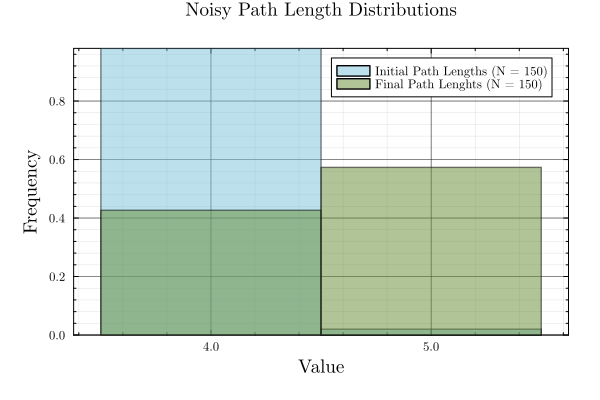 Noisy Path Length Distributions
Initial Path Lengths (N = 150)
Final Path Lenghts (N = 150)
0.8
0.6
0.4
0.2
0.0
Frequency
4.0 5.0
Value